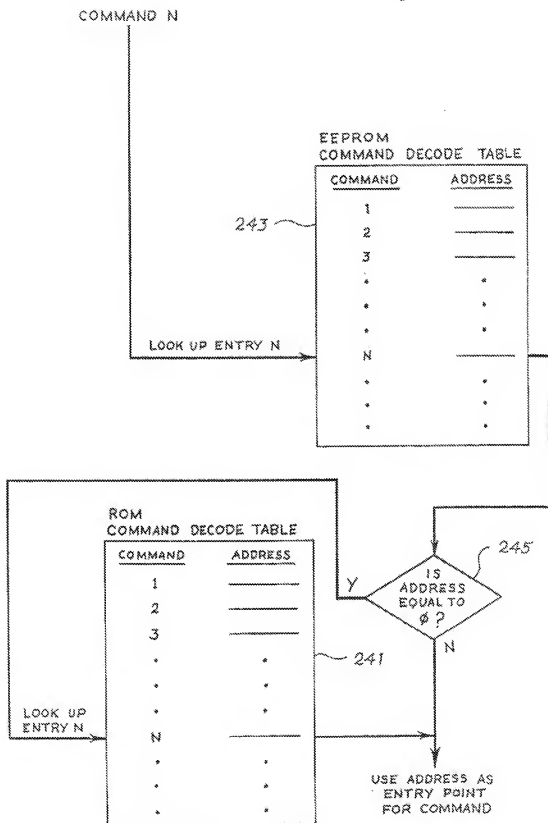 COMMAND N
EEPROM
COMMAND DECODE TABLE
COMMAND ADDRESS
243
1
2
3
LOOK UP ENTRY N
N
ROM
COMMAND DECODE TABLE
COMMAND ADDRESS
1
2
3
241
LOOK UP
ENTRY N
N
245
IS
ADDRESS
EQUAL TO
φ?
Y
N
USE ADDRESS AS
ENTRY POINT
FOR COMMAND